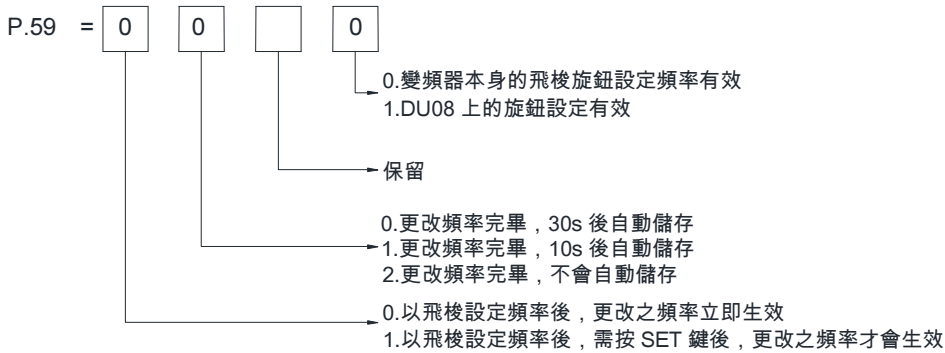 P.59 = 0 0 0
0.變頻器本身的飛梭旋鈕設定頻率有效
1.DU08 上的旋鈕設定有效
保留
0.更改頻率完畢，30s 後自動儲存
1.更改頻率完畢，10s 後自動儲存
2.更改頻率完畢，不會自動儲存
0.以飛梭設定頻率後，更改之頻率立即生效
1.以飛梭設定頻率後，需按 SET 鍵後，更改之頻率才會生效